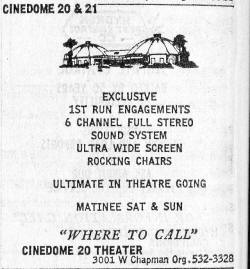 CINEDOME 20 & 21
EXCLUSIVE
1ST RUN ENGAGEMENTS
6 CHANNEL FULL STEREO
SOUND SYSTEM
ULTRA WIDE SCREEN
ROCKING CHAIRS
ULTIMATE IN THEATRE GOING
MATINEE SAT & SUN
"WHERE TO CALL"
CINEDOME 20 THEATER
3001 W Chapman Org. 532-3328